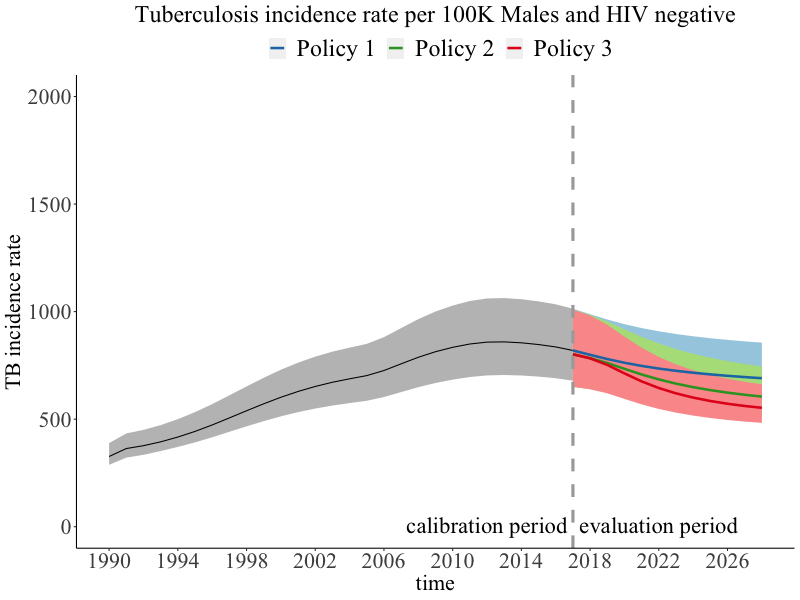 Tuberculosis incidence rate per 100K Males and HIV negative
Policy 1 Policy 2 Policy 3
TB incidence rate
2000
1500
1000
500
0
calibration period evaluation period
1990 1994 1998 2002 2006 2010 2014 2018 2022 2026
time